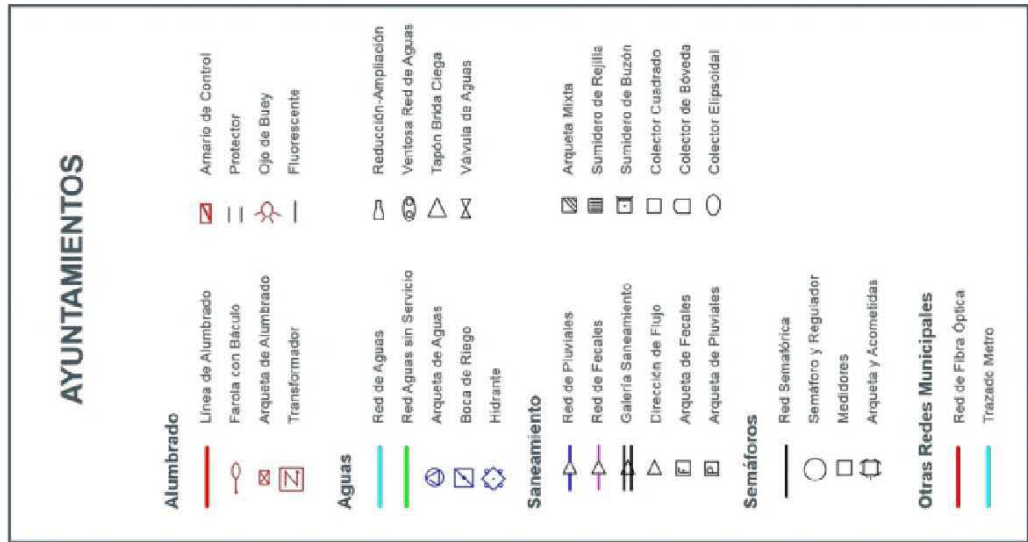 AYUNTAMIENTOS
Alumbrado
Línea de Alumbrado
Farola con Báculo
Arqueta de Alumbrado
Transformador
Amario de Control
Protector
Ojo de Buey
Fluorescente
Aguas
Red de Aguas
Red Aguas sin Servicio
Arqueta de Aguas
Boca de Riego
Hidrante
Reducción-Ampliación
Ventosa Red de Aguas
Tapón Brida Ciega
Vávula de Aguas
Saneamiento
Red de Pluviales
Red de Fecales
Galería Saneamiento
Dirección de Flujo
F Arqueta de Fecales
P Arqueta de Pluviales
Arqueta Mixta
Sumidero de Rejilla
Sumidero de Buzón
Colector Cuadrado
Colector de Bóveda
Colector Elipsoidal
Semáforos
Red Semafórica
Semáforo y Regulador
Medidores
Arqueta y Acometidas
Otras Redes Municipales
Red de Fibra Óptica
Trazado Metro